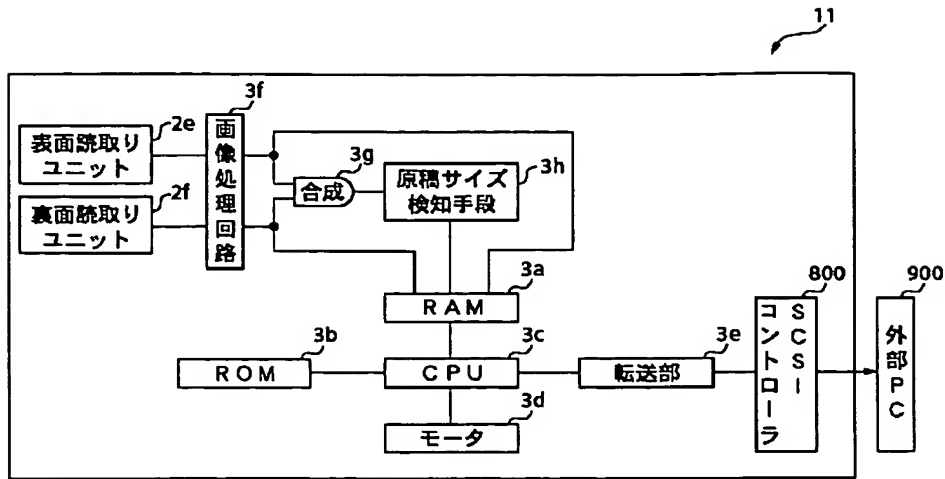 11
3f
2e
表面読取り
ユニット
2f
裏面読取り
ユニット
画像処理回路
3g
合成
3h
原稿サイズ
検知手段
3a
RAM
3b
ROM
3c
CPU
3d
モータ
3e
転送部
800
SCSI
コントローラ
900
外部PC